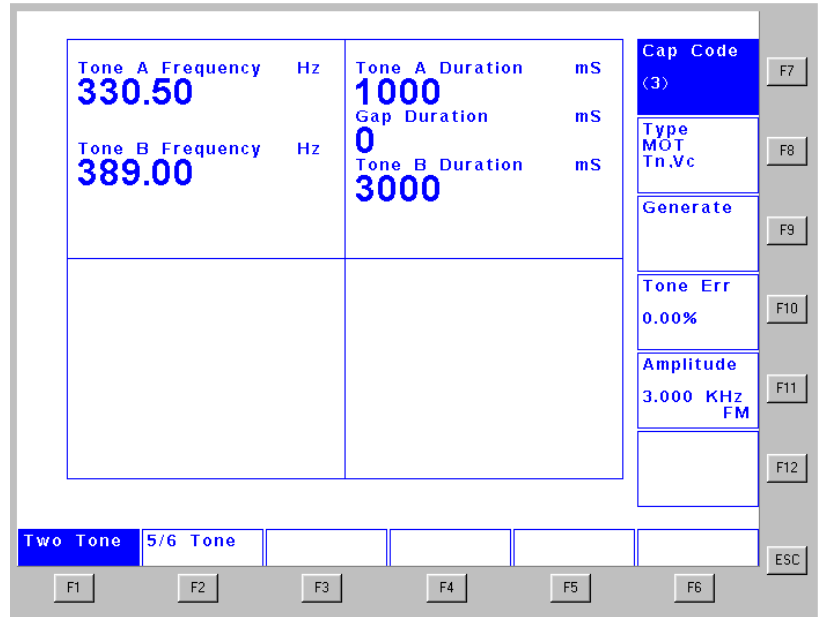 Tone A Frequency Hz
330.50
Tone B Frequency Hz
389.00
Tone A Duration mS
1000
Gap Duration mS
0
Tone B Duration mS
3000
Cap Code
(3)
Type
MOT
Tn,Vc
Generate
Tone Err
0.00%
Amplitude
3.000 KHz
FM
F7
F8
F9
F10
F11
F12
ESC
Two Tone
5/6 Tone
F1
F2
F3
F4
F5
F6